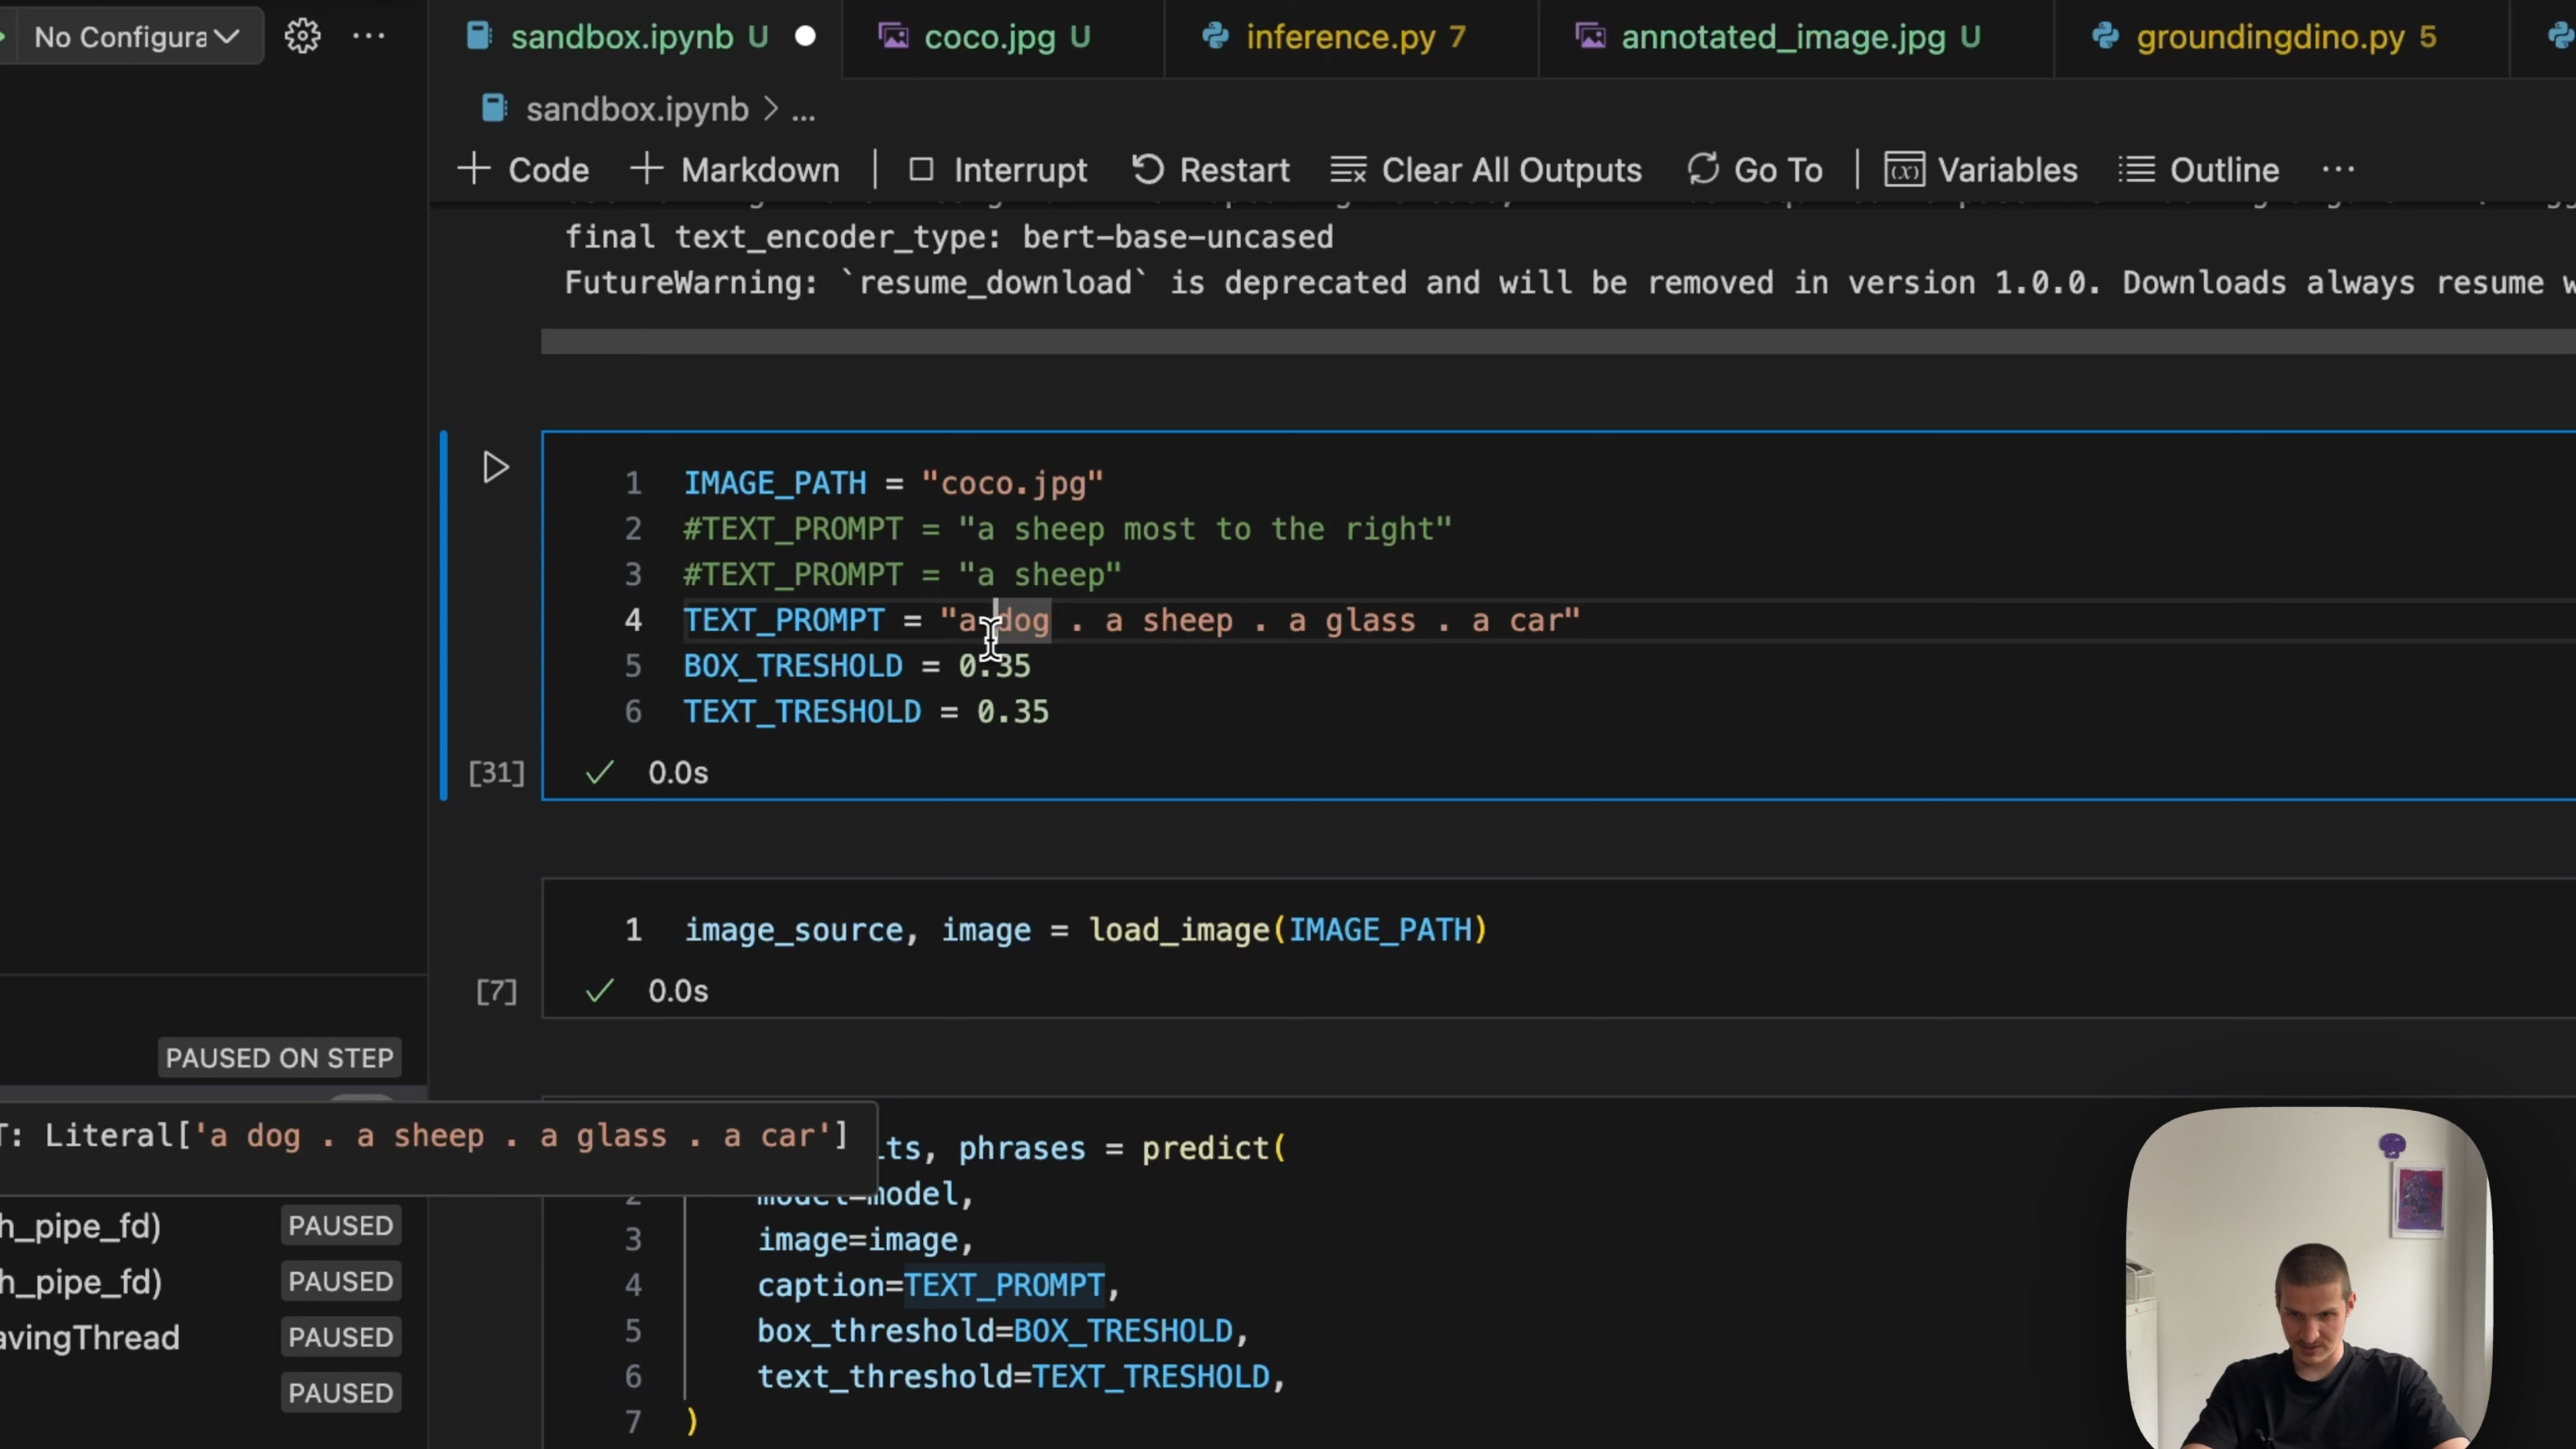 No Configura
sandbox.ipynb U
coco.jpg U
inference.py 7
annotated_image.jpg U
groundingdino.py 5
sandbox.ipynb > ...
+ Code + Markdown | Interrupt Restart Clear All Outputs Go To | Variables Outline ...
final text_encoder_type: bert-base-uncased
FutureWarning: `resume_download` is deprecated and will be removed in version 1.0.0. Downloads always resume
1 IMAGE_PATH = "coco.jpg"
2 #TEXT_PROMPT = "a sheep most to the right"
3 #TEXT_PROMPT = "a sheep"
4 TEXT_PROMPT = "a dog . a sheep . a glass . a car"
5 BOX_TRESHOLD = 0.35
6 TEXT_TRESHOLD = 0.35
[31] 0.0s
1 image_source, image = load_image(IMAGE_PATH)
[7] 0.0s
PAUSED ON STEP
T: Literal['a dog . a sheep . a glass . a car']
ts, phrases = predict(
2 model=model,
h_pipe_fd) PAUSED
3 image=image,
h_pipe_fd) PAUSED
4 caption=TEXT_PROMPT,
avingThread PAUSED
5 box_threshold=BOX_TRESHOLD,
PAUSED
6 text_threshold=TEXT_TRESHOLD,
7 )